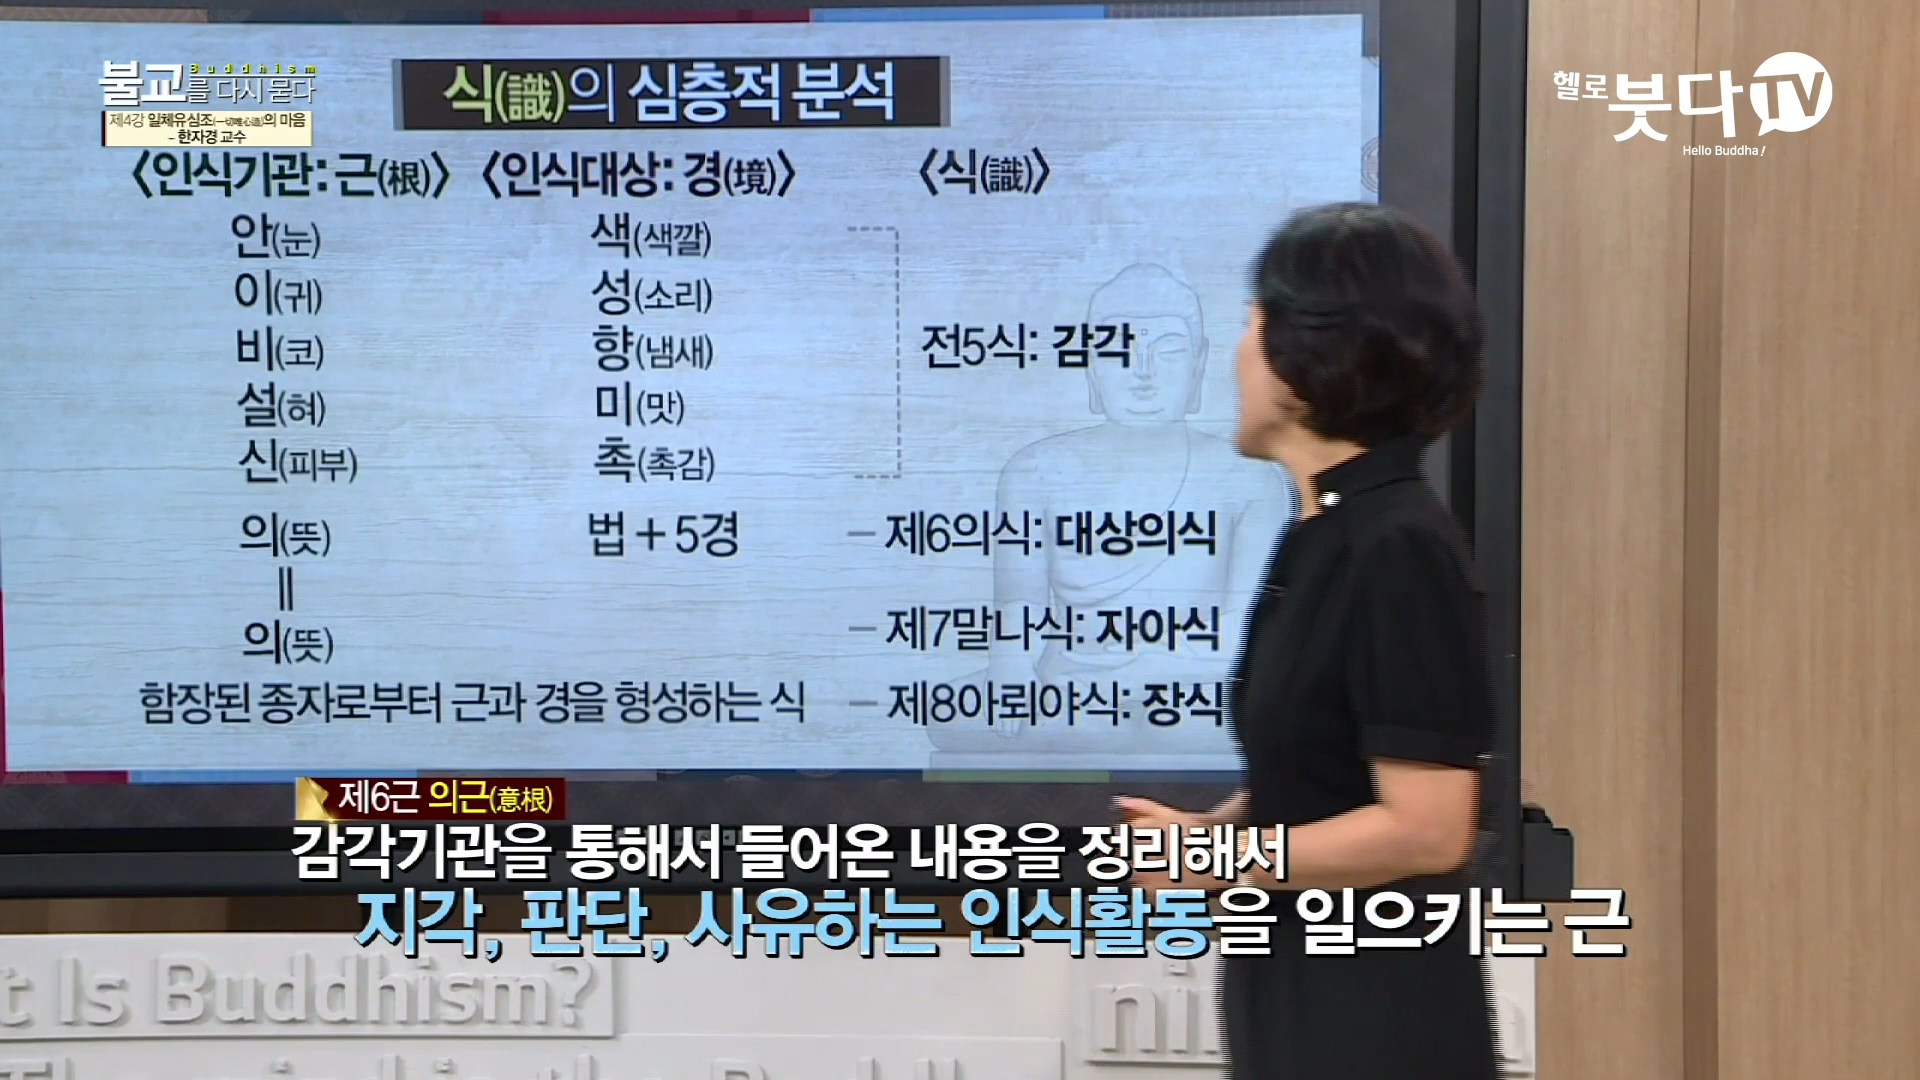 Buddhism
불교를 다시 묻다
제4강 일체유심조(一切唯心造)의 마음
- 한자경 교수
헬로붓다TV
Hello Buddha!
식(識)의 심층적 분석
<인식기관: 근(根)> <인식대상: 경(境)> <식(識)>
안(눈) 색(색깔)
이(귀) 성(소리)
비(코) 향(냄새) 전5식: 감각
설(혀) 미(맛)
신(피부) 촉(촉감)
의(뜻) 법 + 5경 - 제6의식: 대상의식
||
의(뜻) - 제7말나식: 자아식
함장된 종자로부터 근과 경을 형성하는 식 - 제8아뢰야식: 장식
제6근 의근(意根)
감각기관을 통해서 들어온 내용을 정리해서
지각, 판단, 사유하는 인식활동을 일으키는 근
t Is Buddhism?